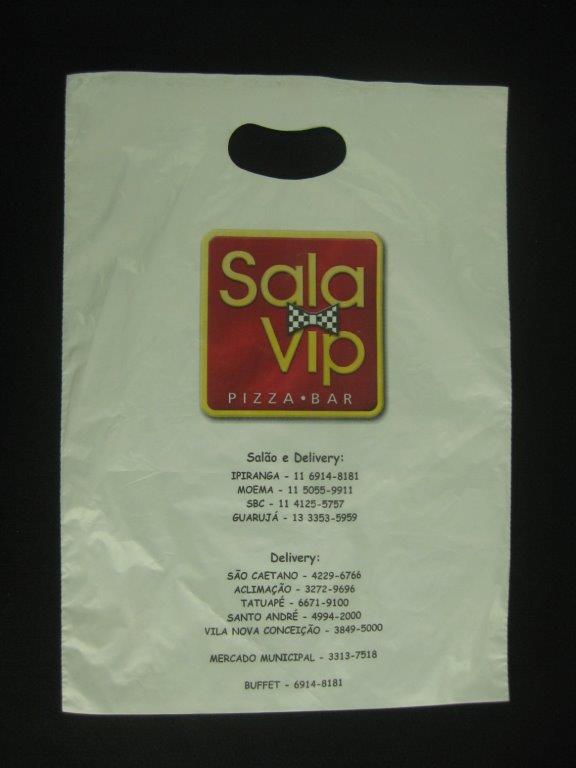 Sala
Vip
PIZZA • BAR
Salão e Delivery:
IPIRANGA - 11 6914-8181
MOEMA - 11 5055-9911
SBC - 11 4125-5757
GUARUJÁ - 13 3353-5959
Delivery:
SÃO CAETANO - 4229-6766
ACLIMAÇÃO - 3272-9696
TATUAPÉ - 6671-9100
SANTO ANDRÉ - 4994-2000
VILA NOVA CONCEIÇÃO - 3849-5000
MERCADO MUNICIPAL - 3313-7518
BUFFET - 6914-8181